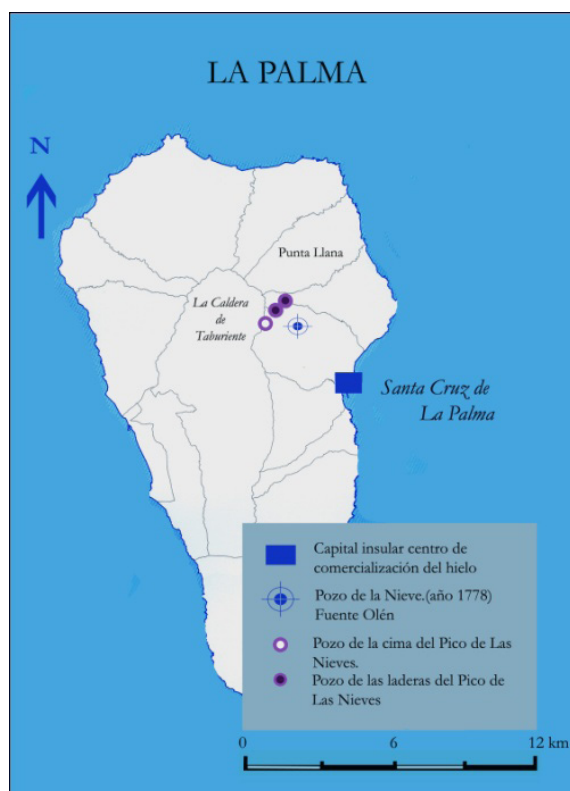 LA PALMA
N
Punta Llana
La Caldera
de
Taburiente
Santa Cruz de
La Palma
Capital insular centro de
comercialización del hielo
Pozo de la Nieve.(año 1778)
Fuente Olén
Pozo de la cima del Pico de Las
Nieves.
Pozo de las laderas del Pico de
Las Nieves
0 6 12 km